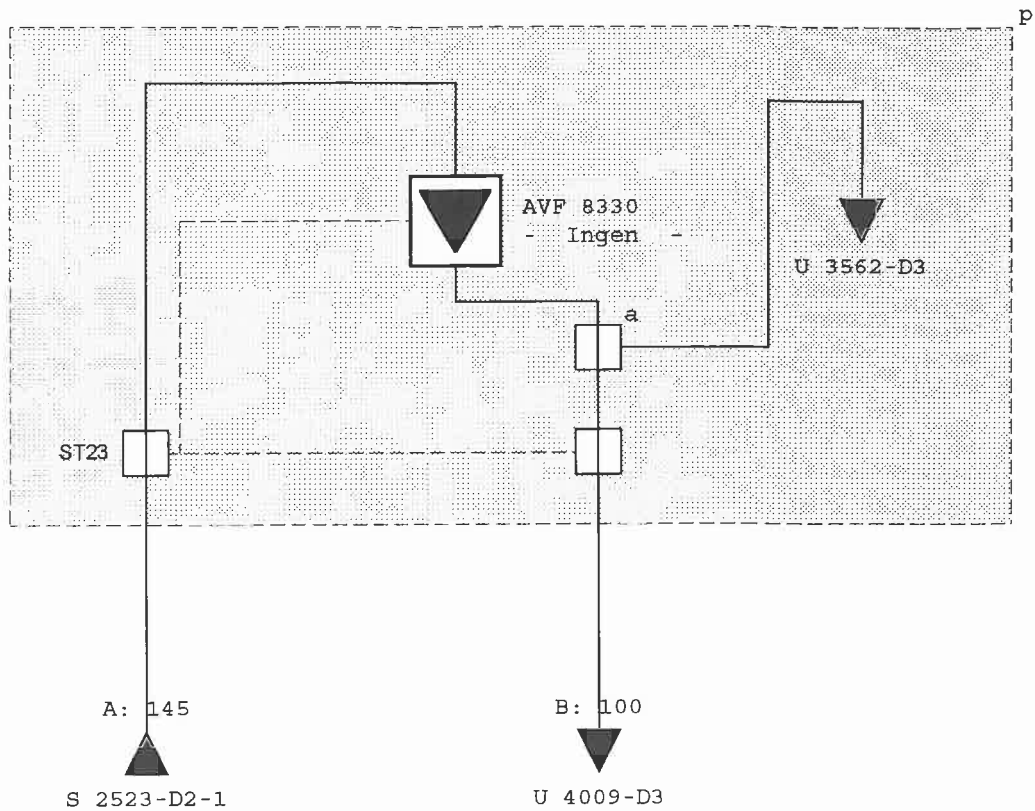 p
AVF 8330
- Ingen -
U 3562-D3
a
ST23
A: 145
B: 100
S 2523-D2-1
U 4009-D3